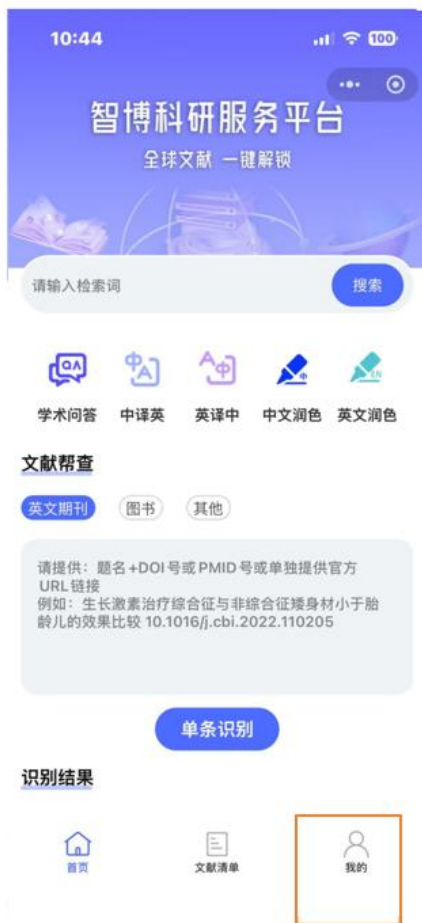 10:44
100
智博科研服务平台
全球文献 一键解锁
请输入检索词
搜索
学术问答
中译英
英译中
中文润色
英文润色
文献帮查
英文期刊
图书
其他
请提供：题名+DOI号或PMID号或单独提供官方
URL链接
例如：生长激素治疗综合征与非综合征矮身材小于胎
龄儿的效果比较 10.1016/j.cbi.2022.110205
单条识别
识别结果
首页
文献清单
我的